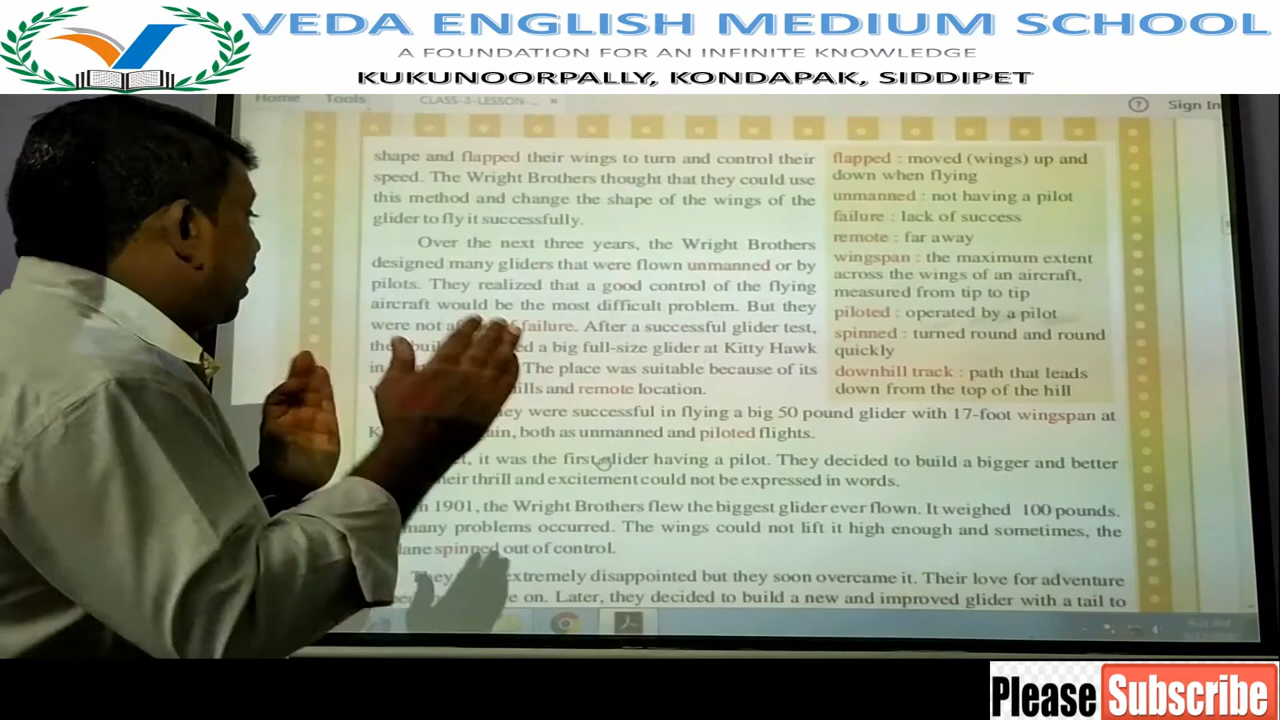 VEDA ENGLISH MEDIUM SCHOOL
A FOUNDATION FOR AN INFINITE KNOWLEDGE
KUKUNOORPALLY, KONDAPAK, SIDDIPET
Home Tools CLASS-3-LESSON-... × ? Sign In
shape and flapped their wings to turn and control their
speed. The Wright Brothers thought that they could use
this method and change the shape of the wings of the
glider to fly it successfully.
Over the next three years, the Wright Brothers
designed many gliders that were flown unmanned or by
pilots. They realized that a good control of the flying
aircraft would be the most difficult problem. But they
were not failure. After a successful glider test,
a big full-size glider at Kitty Hawk
in The place was suitable because of its
and remote location.
they were successful in flying a big 50 pound glider with 17-foot wingspan at
both as unmanned and piloted flights.
it was the first glider having a pilot. They decided to build a bigger and better
their thrill and excitement could not be expressed in words.
1901, the Wright Brothers flew the biggest glider ever flown. It weighed 100 pounds.
many problems occurred. The wings could not lift it high enough and sometimes, the
plane spinned out of control.
They extremely disappointed but they soon overcame it. Their love for adventure
on. Later, they decided to build a new and improved glider with a tail to
flapped : moved (wings) up and
down when flying
unmanned : not having a pilot
failure : lack of success
remote : far away
wingspan : the maximum extent
across the wings of an aircraft,
measured from tip to tip
piloted : operated by a pilot
spinned : turned round and round
quickly
downhill track : path that leads
down from the top of the hill
Please Subscribe